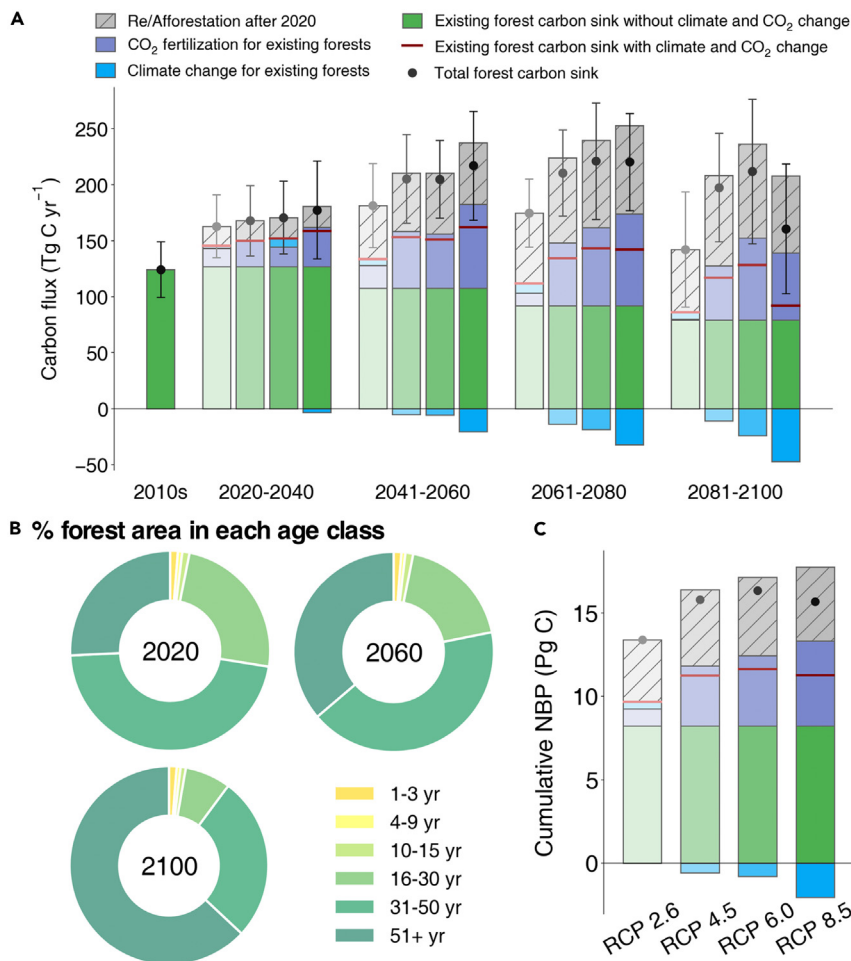 A
Re/Afforestation after 2020
CO₂ fertilization for existing forests
Climate change for existing forests
Existing forest carbon sink without climate and CO₂ change
Existing forest carbon sink with climate and CO₂ change
Total forest carbon sink
Carbon flux (Tg C yr⁻¹)
250
200
150
100
50
0
−50
2010s
2020-2040
2041-2060
2061-2080
2081-2100
B % forest area in each age class
2020
2060
2100
1-3 yr
4-9 yr
10-15 yr
16-30 yr
31-50 yr
51+ yr
C
Cumulative NBP (Pg C)
15
10
5
0
RCP 2.6
RCP 4.5
RCP 6.0
RCP 8.5